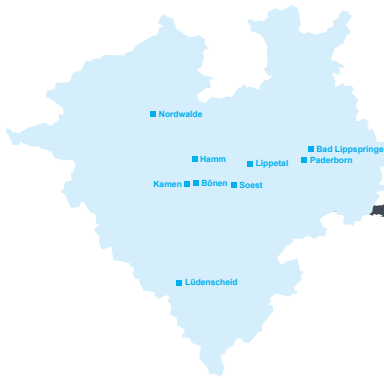 Nordwalde
Bad Lippspringe
Hamm
Lippetal
Paderborn
Kamen
Bönen
Soest
Lüdenscheid